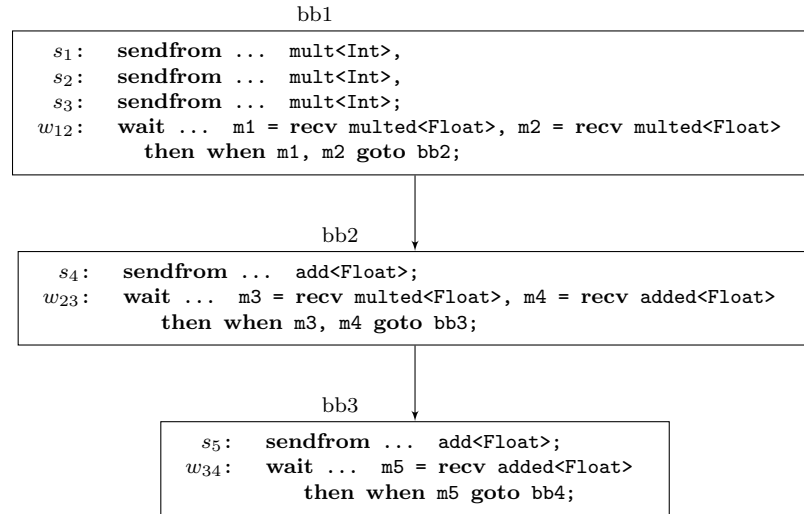 bb1
s₁: sendfrom ... mult<Int>,
s₂: sendfrom ... mult<Int>,
s₃: sendfrom ... mult<Int>;
w₁₂: wait ... m1 = recv multed<Float>, m2 = recv multed<Float>
then when m1, m2 goto bb2;
bb2
s₄: sendfrom ... add<Float>;
w₂₃: wait ... m3 = recv multed<Float>, m4 = recv added<Float>
then when m3, m4 goto bb3;
bb3
s₅: sendfrom ... add<Float>;
w₃₄: wait ... m5 = recv added<Float>
then when m5 goto bb4;